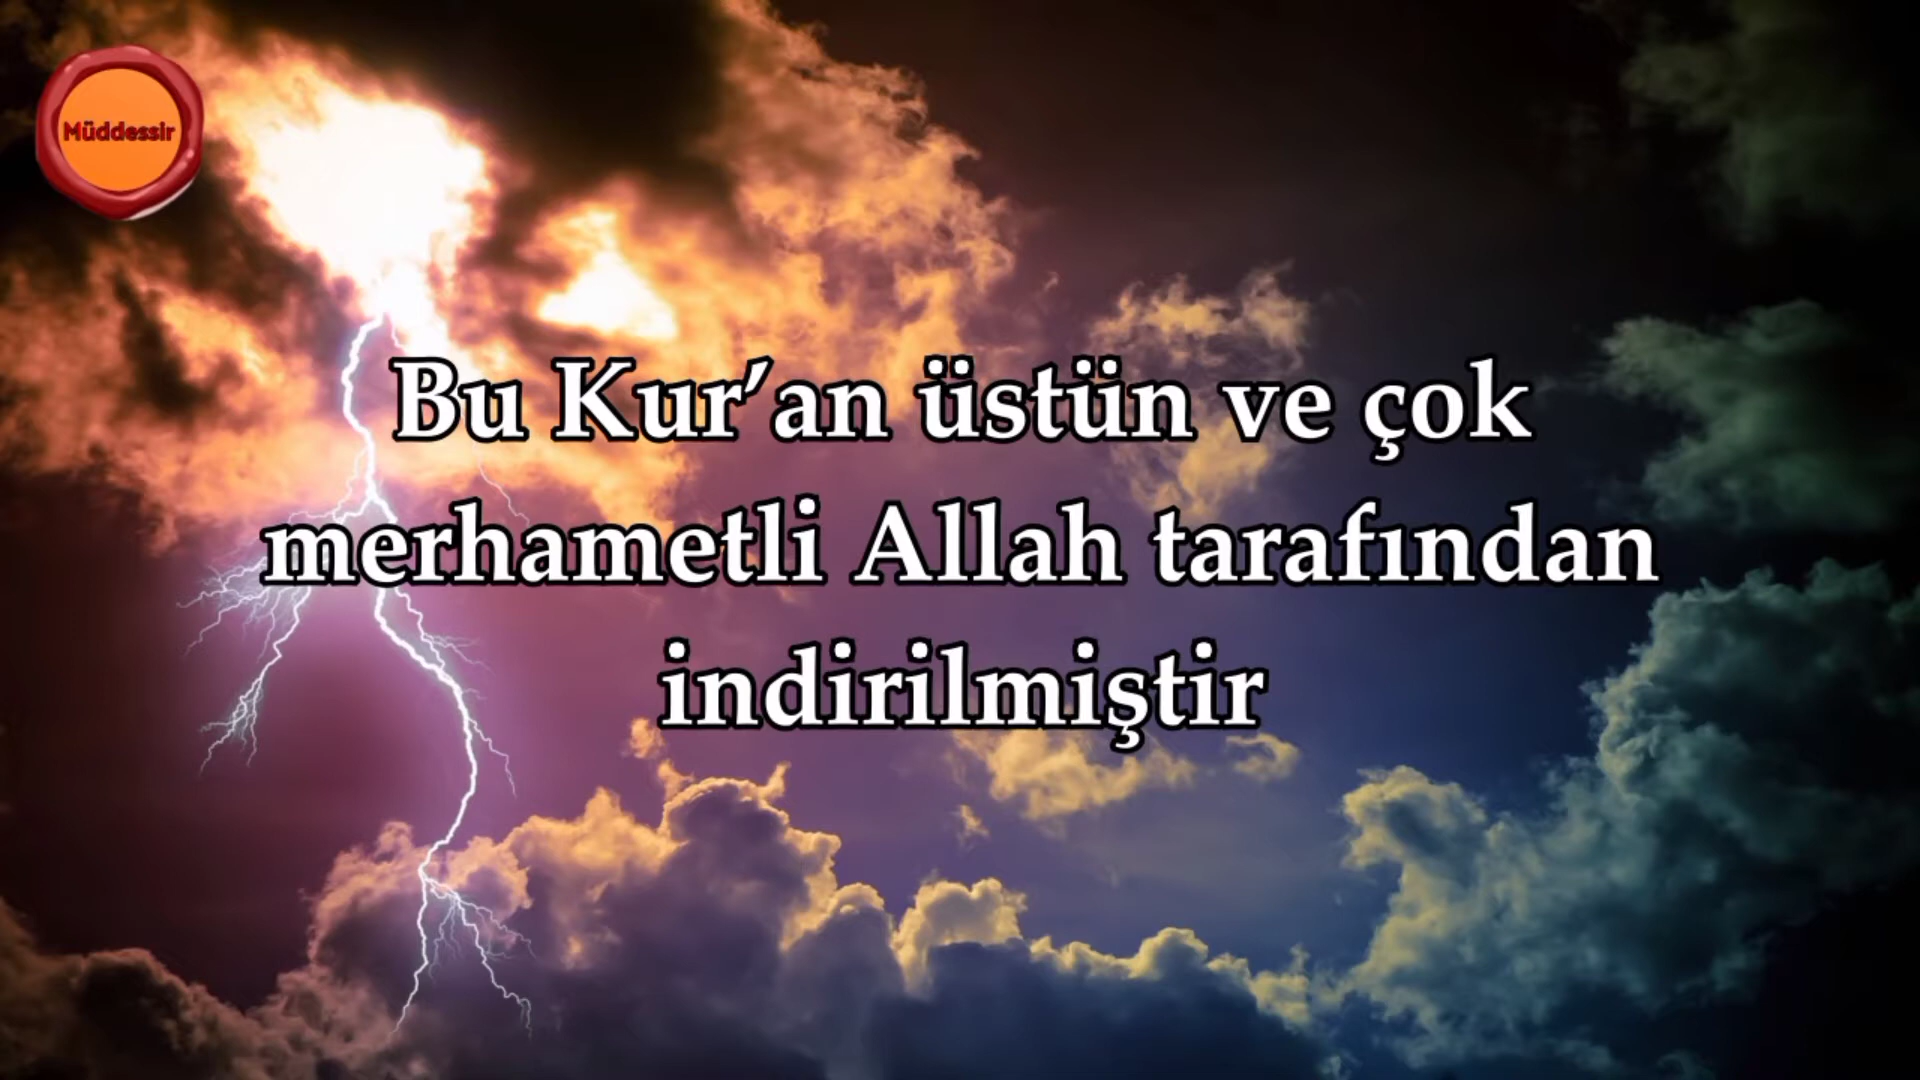 Müddessir
Bu Kur’an üstün ve çok
merhametli Allah tarafından
indirilmiştir